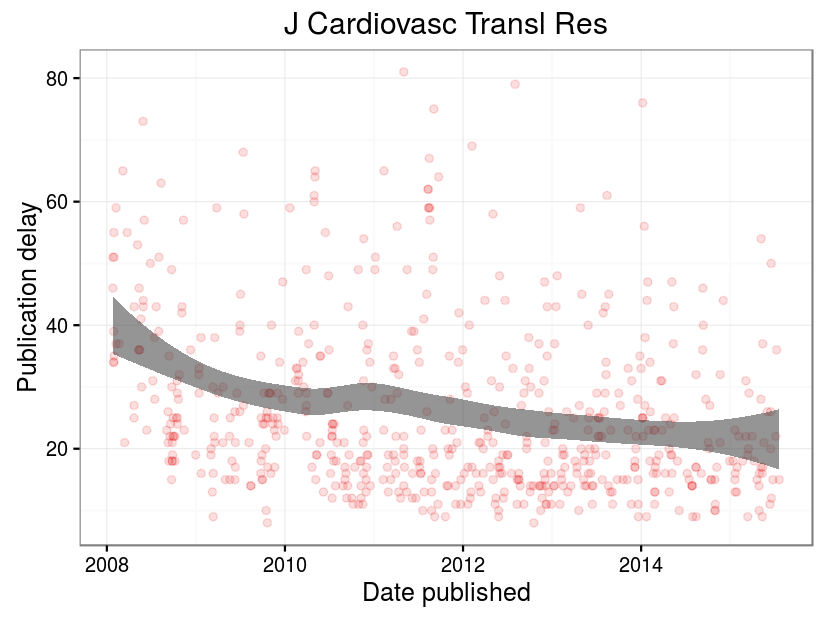 J Cardiovasc Transl Res
Publication delay
80
60
40
20
2008 2010 2012 2014
Date published